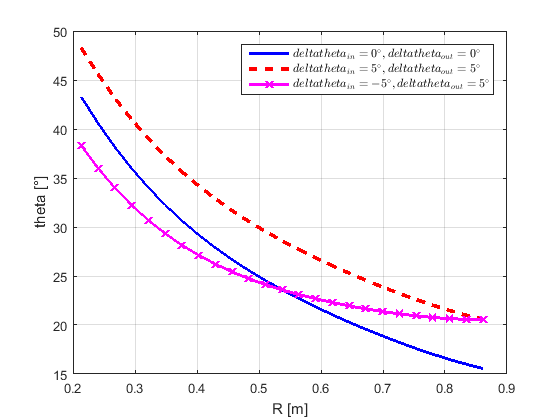 50
45
40
35
30
25
20
15
theta [°]
deltatheta_in = 0°, deltatheta_out = 0°
deltatheta_in = 5°, deltatheta_out = 5°
deltatheta_in = −5°, deltatheta_out = 5°
0.2 0.3 0.4 0.5 0.6 0.7 0.8 0.9
R [m]